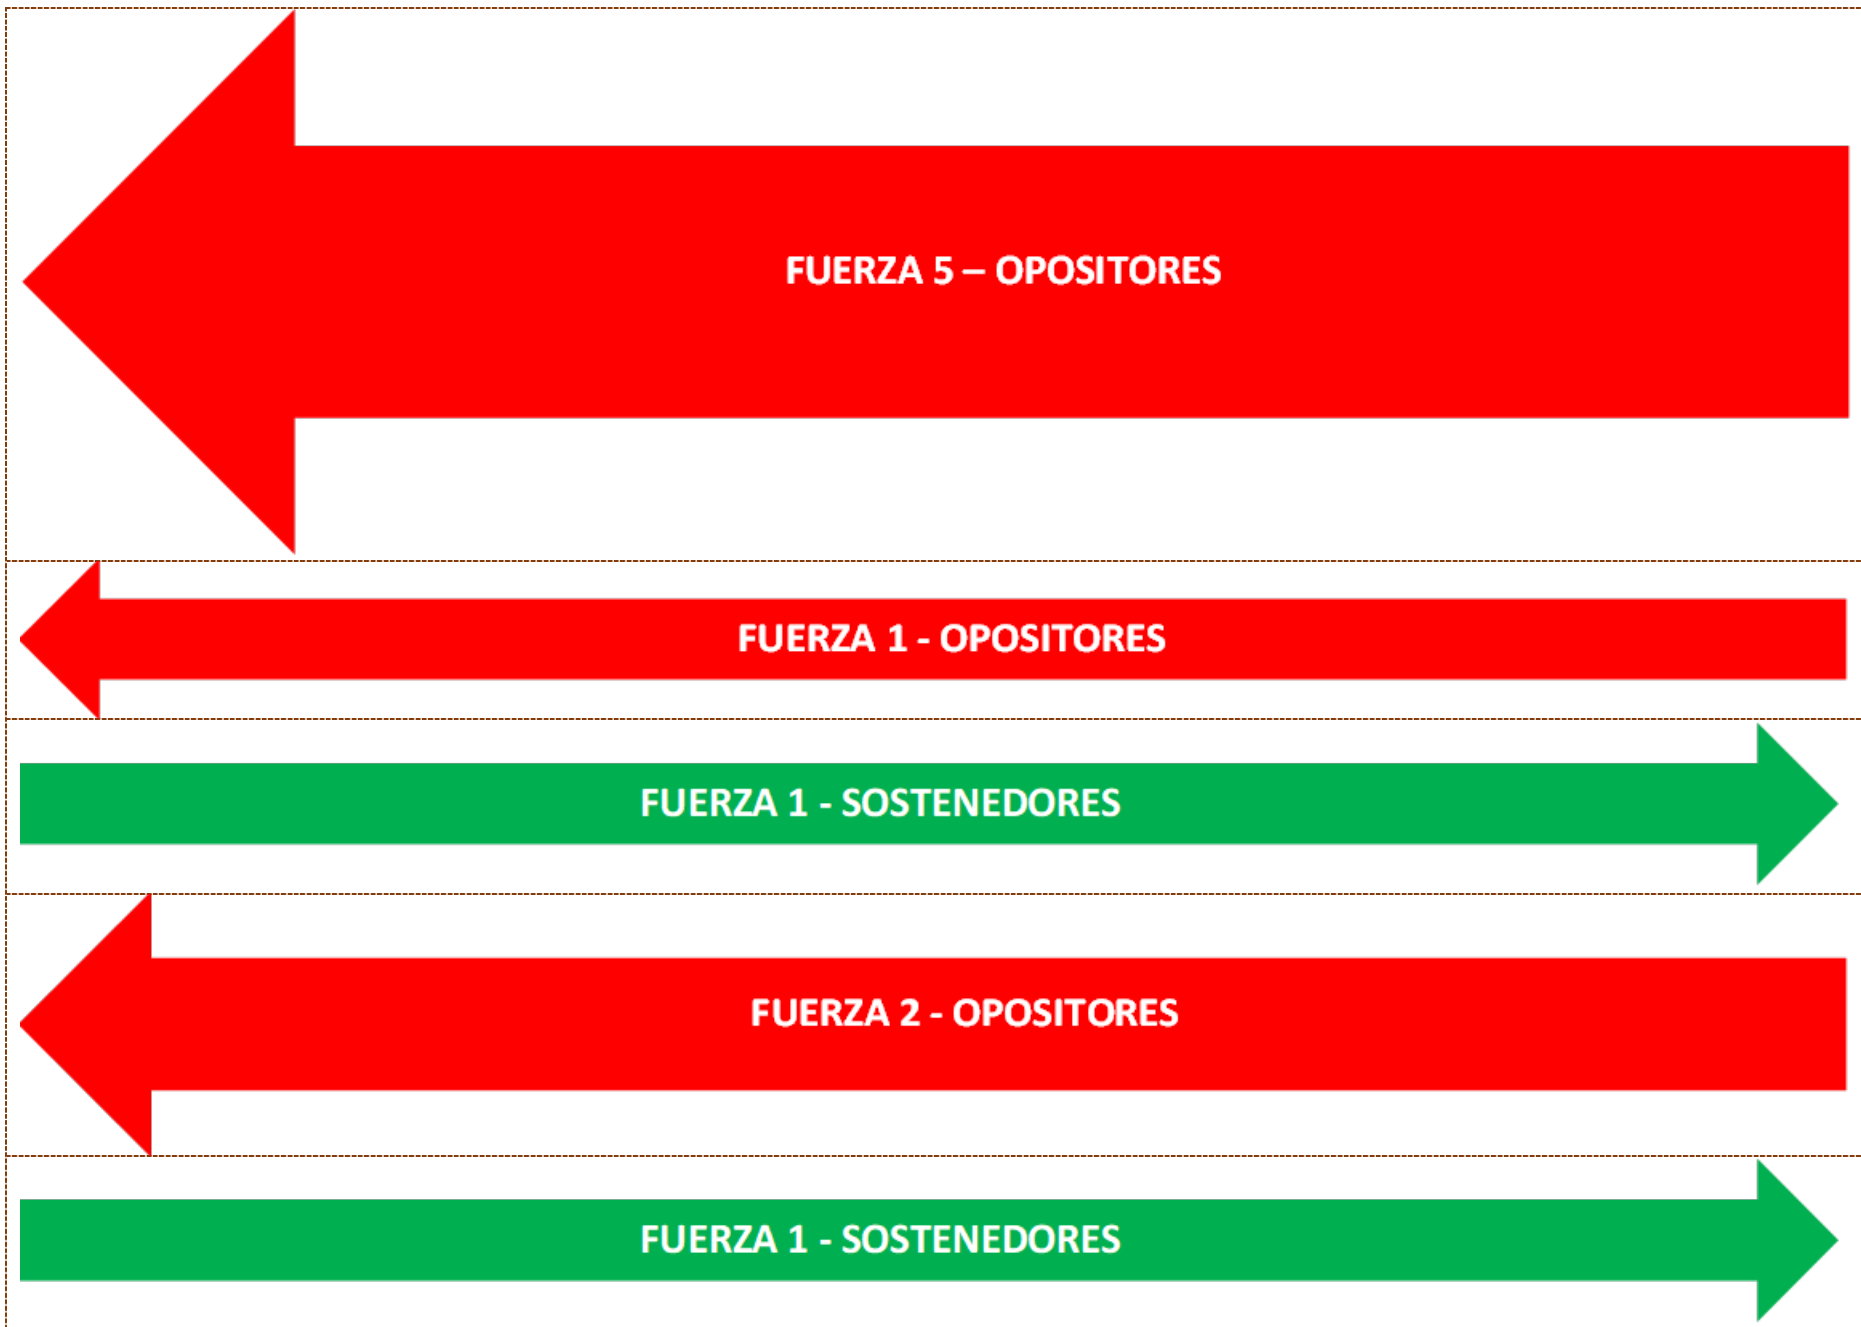 FUERZA 5 – OPOSITORES
FUERZA 1 - OPOSITORES
FUERZA 1 - SOSTENEDORES
FUERZA 2 - OPOSITORES
FUERZA 1 - SOSTENEDORES